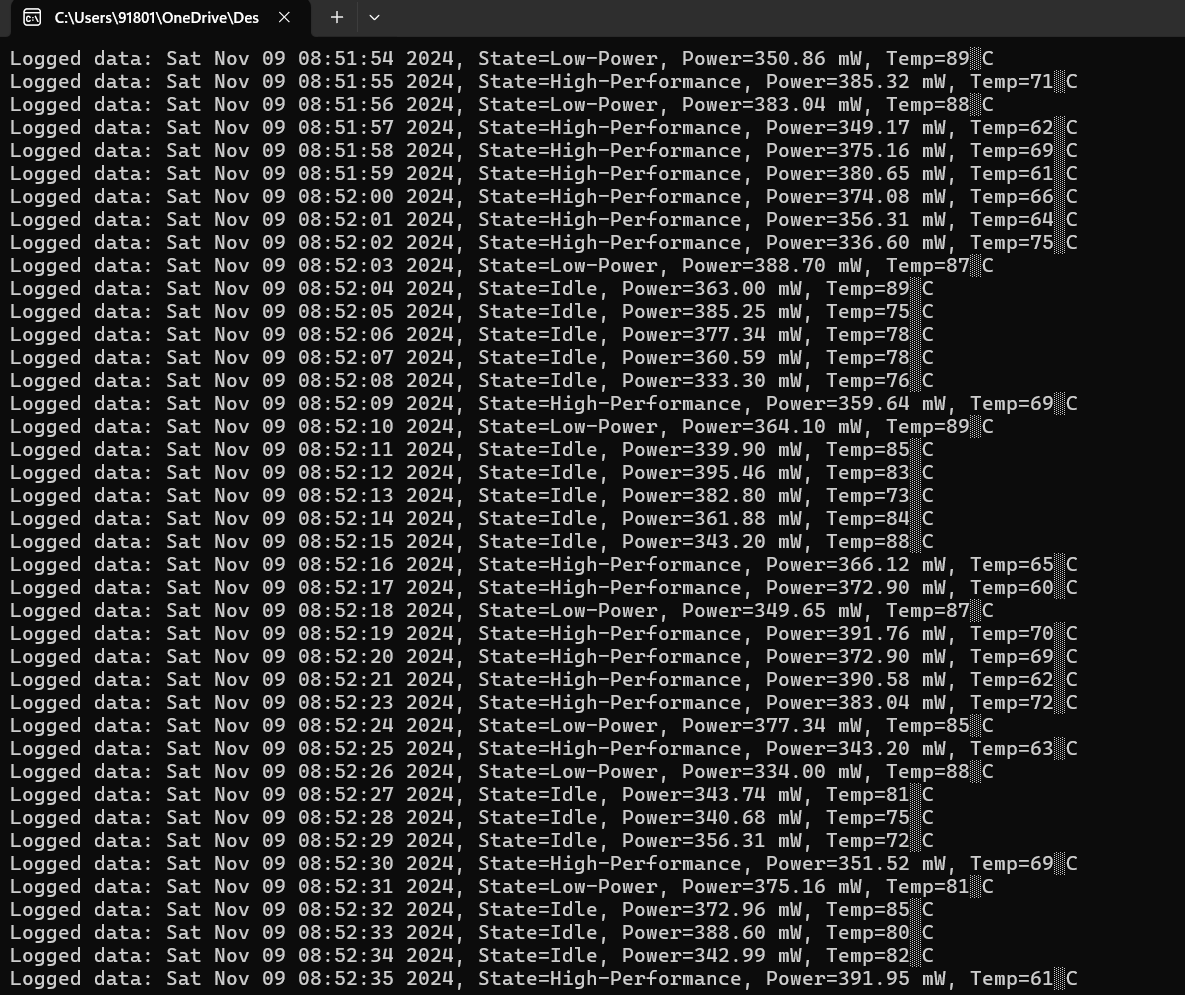 C:\Users\91801\OneDrive\Des
Logged data: Sat Nov 09 08:51:54 2024, State=Low-Power, Power=350.86 mW, Temp=89░C
Logged data: Sat Nov 09 08:51:55 2024, State=High-Performance, Power=385.32 mW, Temp=71░C
Logged data: Sat Nov 09 08:51:56 2024, State=Low-Power, Power=383.04 mW, Temp=88░C
Logged data: Sat Nov 09 08:51:57 2024, State=High-Performance, Power=349.17 mW, Temp=62░C
Logged data: Sat Nov 09 08:51:58 2024, State=High-Performance, Power=375.16 mW, Temp=69░C
Logged data: Sat Nov 09 08:51:59 2024, State=High-Performance, Power=380.65 mW, Temp=61░C
Logged data: Sat Nov 09 08:52:00 2024, State=High-Performance, Power=374.08 mW, Temp=66░C
Logged data: Sat Nov 09 08:52:01 2024, State=High-Performance, Power=356.31 mW, Temp=64░C
Logged data: Sat Nov 09 08:52:02 2024, State=High-Performance, Power=336.60 mW, Temp=75░C
Logged data: Sat Nov 09 08:52:03 2024, State=Low-Power, Power=388.70 mW, Temp=87░C
Logged data: Sat Nov 09 08:52:04 2024, State=Idle, Power=363.00 mW, Temp=89░C
Logged data: Sat Nov 09 08:52:05 2024, State=Idle, Power=385.25 mW, Temp=75░C
Logged data: Sat Nov 09 08:52:06 2024, State=Idle, Power=377.34 mW, Temp=78░C
Logged data: Sat Nov 09 08:52:07 2024, State=Idle, Power=360.59 mW, Temp=78░C
Logged data: Sat Nov 09 08:52:08 2024, State=Idle, Power=333.30 mW, Temp=76░C
Logged data: Sat Nov 09 08:52:09 2024, State=High-Performance, Power=359.64 mW, Temp=69░C
Logged data: Sat Nov 09 08:52:10 2024, State=Low-Power, Power=364.10 mW, Temp=89░C
Logged data: Sat Nov 09 08:52:11 2024, State=Idle, Power=339.90 mW, Temp=85░C
Logged data: Sat Nov 09 08:52:12 2024, State=Idle, Power=395.46 mW, Temp=83░C
Logged data: Sat Nov 09 08:52:13 2024, State=Idle, Power=382.80 mW, Temp=73░C
Logged data: Sat Nov 09 08:52:14 2024, State=Idle, Power=361.88 mW, Temp=84░C
Logged data: Sat Nov 09 08:52:15 2024, State=Idle, Power=343.20 mW, Temp=88░C
Logged data: Sat Nov 09 08:52:16 2024, State=High-Performance, Power=366.12 mW, Temp=65░C
Logged data: Sat Nov 09 08:52:17 2024, State=High-Performance, Power=372.90 mW, Temp=60░C
Logged data: Sat Nov 09 08:52:18 2024, State=Low-Power, Power=349.65 mW, Temp=87░C
Logged data: Sat Nov 09 08:52:19 2024, State=High-Performance, Power=391.76 mW, Temp=70░C
Logged data: Sat Nov 09 08:52:20 2024, State=High-Performance, Power=372.90 mW, Temp=69░C
Logged data: Sat Nov 09 08:52:21 2024, State=High-Performance, Power=390.58 mW, Temp=62░C
Logged data: Sat Nov 09 08:52:23 2024, State=High-Performance, Power=383.04 mW, Temp=72░C
Logged data: Sat Nov 09 08:52:24 2024, State=Low-Power, Power=377.34 mW, Temp=85░C
Logged data: Sat Nov 09 08:52:25 2024, State=High-Performance, Power=343.20 mW, Temp=63░C
Logged data: Sat Nov 09 08:52:26 2024, State=Low-Power, Power=334.00 mW, Temp=88░C
Logged data: Sat Nov 09 08:52:27 2024, State=Idle, Power=343.74 mW, Temp=81░C
Logged data: Sat Nov 09 08:52:28 2024, State=Idle, Power=340.68 mW, Temp=75░C
Logged data: Sat Nov 09 08:52:29 2024, State=Idle, Power=356.31 mW, Temp=72░C
Logged data: Sat Nov 09 08:52:30 2024, State=High-Performance, Power=351.52 mW, Temp=69░C
Logged data: Sat Nov 09 08:52:31 2024, State=Low-Power, Power=375.16 mW, Temp=81░C
Logged data: Sat Nov 09 08:52:32 2024, State=Idle, Power=372.96 mW, Temp=85░C
Logged data: Sat Nov 09 08:52:33 2024, State=Idle, Power=388.60 mW, Temp=80░C
Logged data: Sat Nov 09 08:52:34 2024, State=Idle, Power=342.99 mW, Temp=82░C
Logged data: Sat Nov 09 08:52:35 2024, State=High-Performance, Power=391.95 mW, Temp=61░C